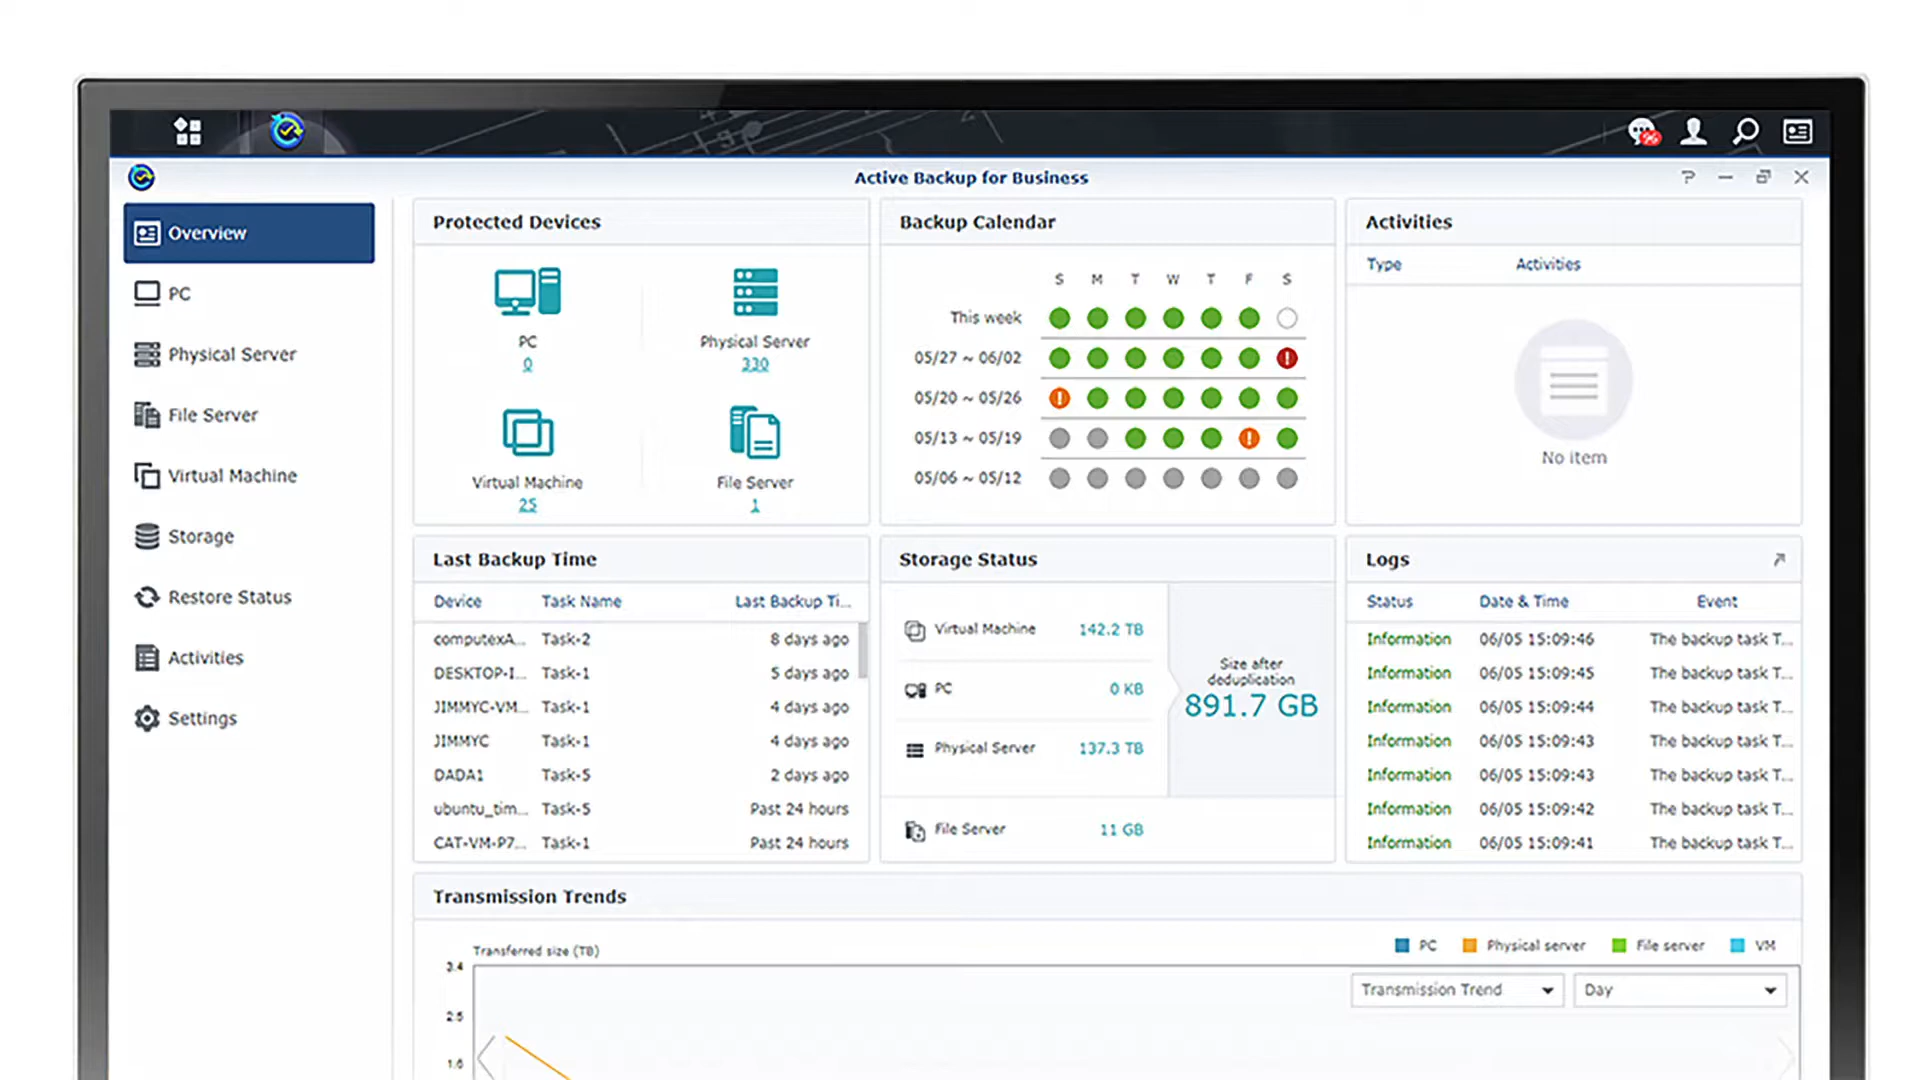 Active Backup for Business
Overview
PC
Physical Server
File Server
Virtual Machine
Storage
Restore Status
Activities
Settings
Protected Devices
PC
0
Physical Server
330
Virtual Machine
25
File Server
1
Backup Calendar
S M T W T F S
This week
05/27 ~ 06/02
05/20 ~ 05/26
05/13 ~ 05/19
05/06 ~ 05/12
Activities
Type Activities
No item
Last Backup Time
Device Task Name Last Backup Ti...
computexA... Task-2 8 days ago
DESKTOP-I... Task-1 5 days ago
JIMMYC-VM... Task-1 4 days ago
JIMMYC Task-1 4 days ago
DADA1 Task-5 2 days ago
ubuntu_tim... Task-5 Past 24 hours
CAT-VM-P7... Task-1 Past 24 hours
Storage Status
Virtual Machine 142.2 TB
PC 0 KB
Physical Server 137.3 TB
File Server 11 GB
Size after
deduplication
891.7 GB
Logs
Status Date & Time Event
Information 06/05 15:09:46 The backup task T...
Information 06/05 15:09:45 The backup task T...
Information 06/05 15:09:44 The backup task T...
Information 06/05 15:09:43 The backup task T...
Information 06/05 15:09:43 The backup task T...
Information 06/05 15:09:42 The backup task T...
Information 06/05 15:09:41 The backup task T...
Transmission Trends
Transferred size (TB)
PC Physical server File server VM
Transmission Trend Day
3.4
2.5
1.6